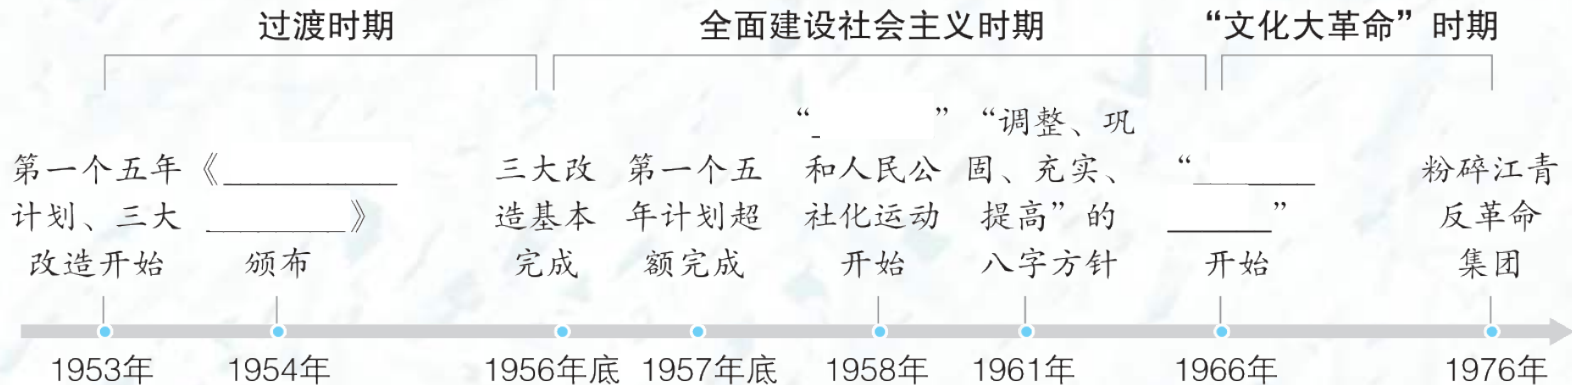 过渡时期
全面建设社会主义时期
“文化大革命”时期
第一个五年
计划、三大
改造开始
《__________
________》
颁布
三大改
造基本
完成
第一个五
年计划超
额完成
“_ ”
和人民公
社化运动
开始
“调整、巩
固、充实、
提高”的
八字方针
“_______
______”
开始
粉碎江青
反革命
集团
1953年
1954年
1956年底
1957年底
1958年
1961年
1966年
1976年